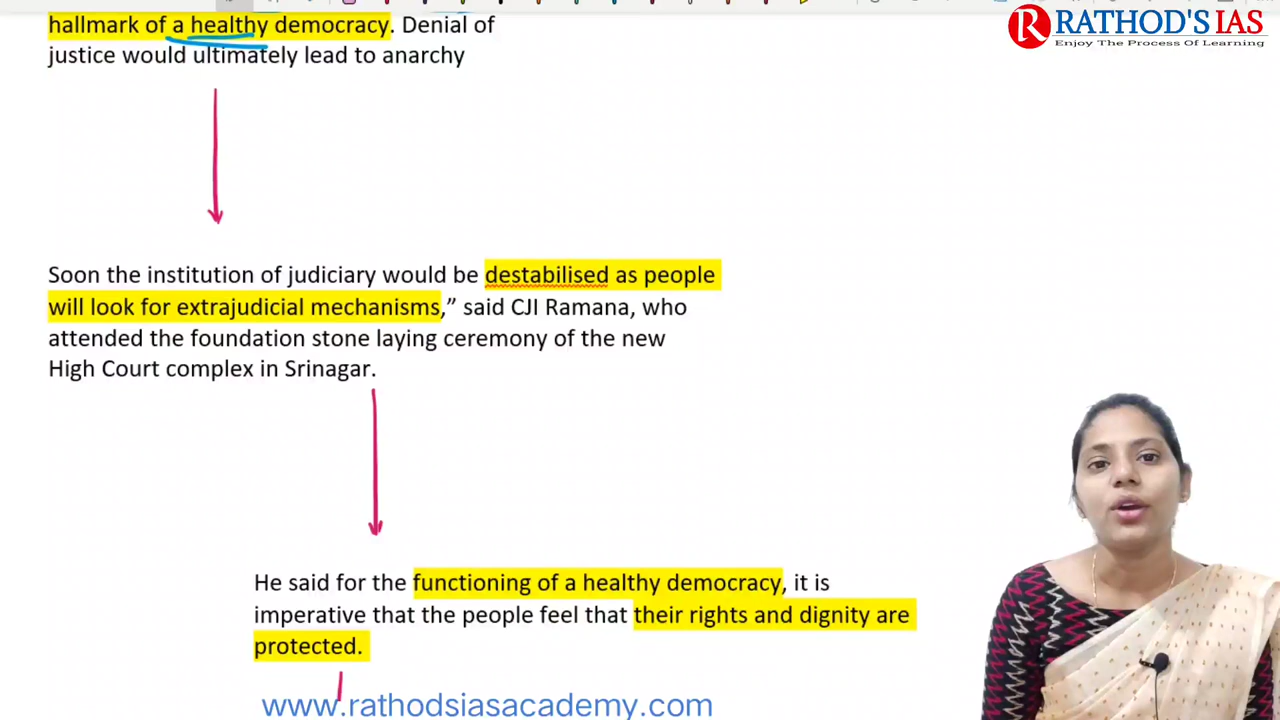 hallmark of a healthy democracy. Denial of
justice would ultimately lead to anarchy
R RATHOD'S IAS
Enjoy The Process Of Learning
Soon the institution of judiciary would be destabilised as people
will look for extrajudicial mechanisms,” said CJI Ramana, who
attended the foundation stone laying ceremony of the new
High Court complex in Srinagar.
He said for the functioning of a healthy democracy, it is
imperative that the people feel that their rights and dignity are
protected.
www.rathodsiasacademy.com